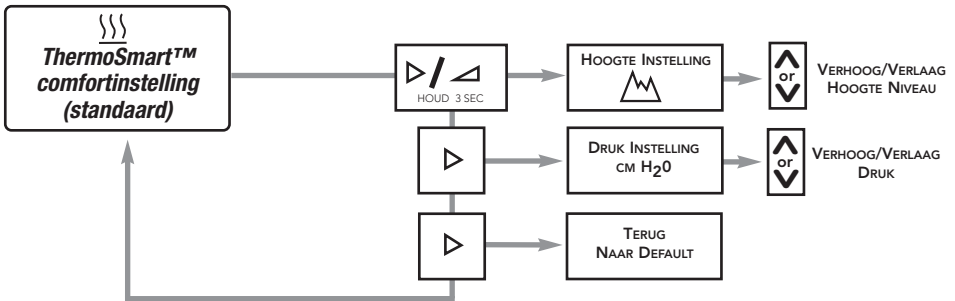 ThermoSmart™
comfortinstelling
(standaard)
HOUD 3 SEC
HOOGTE INSTELLING
or
VERHOOG/VERLAAG
HOOGTE NIVEAU
DRUK INSTELLING
CM H20
or
VERHOOG/VERLAAG
DRUK
TERUG
NAAR DEFAULT